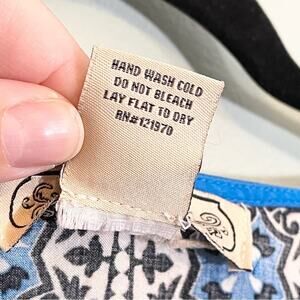 HAND WASH COLD
DO NOT BLEACH
LAY FLAT TO DRY
RN#121970